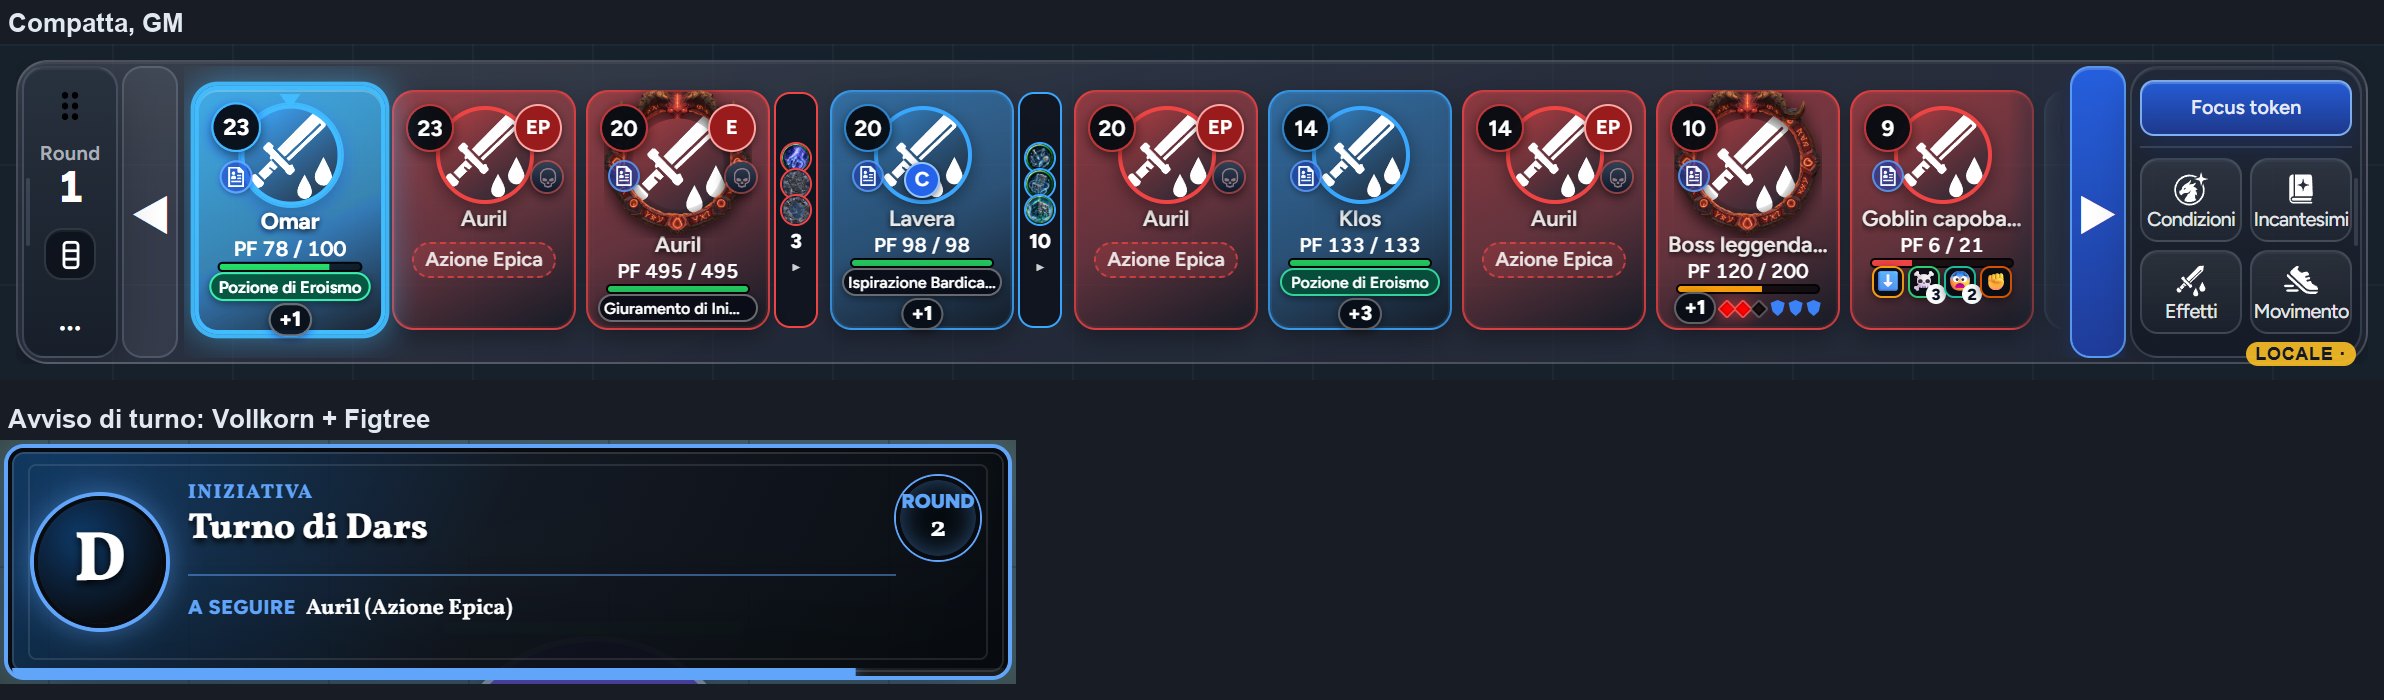 Compatta, GM
Round
1
...
23
Omar
PF 78 / 100
Pozione di Eroismo
+1
23
EP
Auril
Azione Epica
20
E
Auril
PF 495 / 495
Giuramento di Ini...
3
20
C
Lavera
PF 98 / 98
Ispirazione Bardica...
+1
10
20
EP
Auril
Azione Epica
14
Klos
PF 133 / 133
Pozione di Eroismo
+3
14
EP
Auril
Azione Epica
10
Boss leggenda...
PF 120 / 200
+1
9
Goblin capoba...
PF 6 / 21
3
2
Focus token
Condizioni
Incantesimi
Effetti
Movimento
LOCALE ·
Avviso di turno: Vollkorn + Figtree
D
INIZIATIVA
Turno di Dars
ROUND
2
A SEGUIRE Auril (Azione Epica)